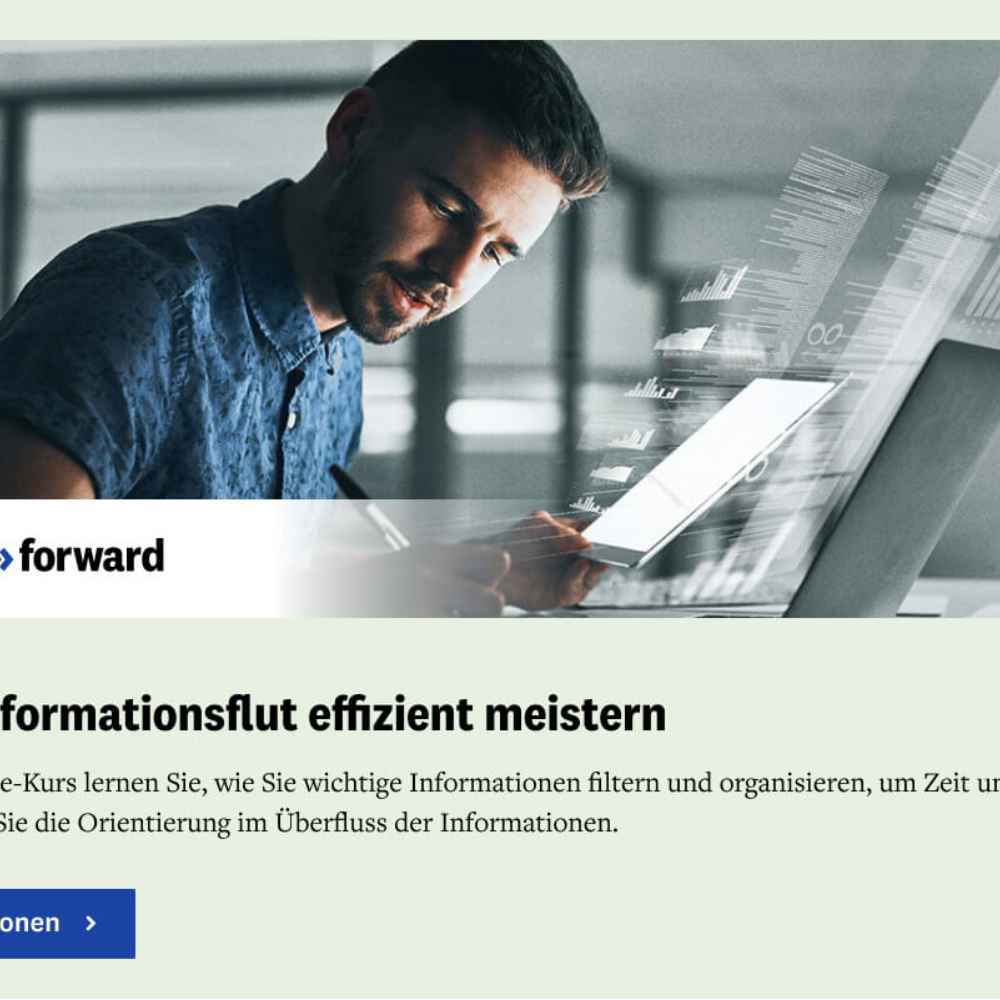 » forward
formationsflut effizient meistern
e-Kurs lernen Sie, wie Sie wichtige Informationen filtern und organisieren, um Zeit un
Sie die Orientierung im Überfluss der Informationen.
onen >